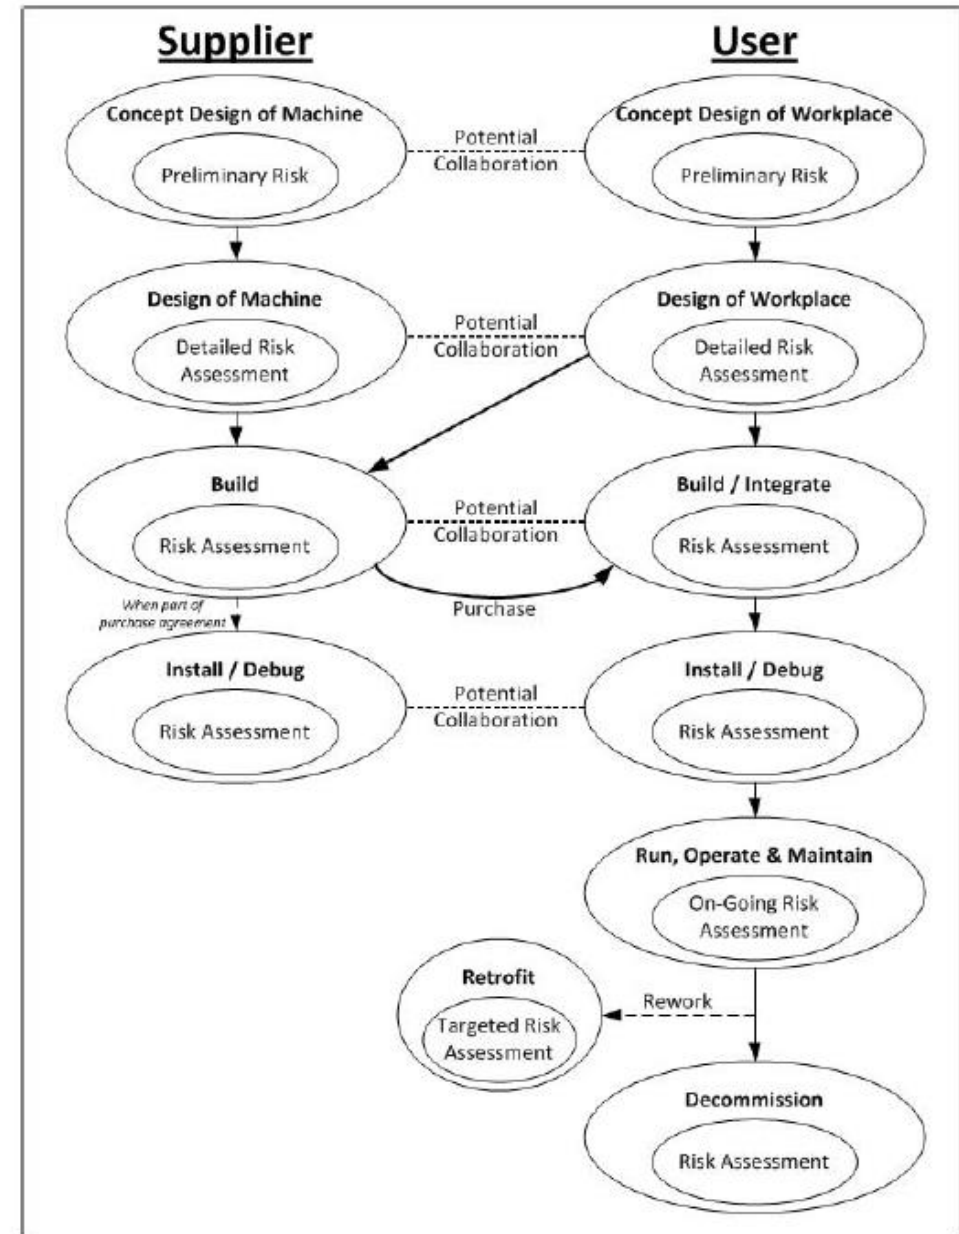 Supplier
User
Concept Design of Machine
Preliminary Risk
Potential
Collaboration
Concept Design of Workplace
Preliminary Risk
Design of Machine
Detailed Risk
Assessment
Potential
Collaboration
Design of Workplace
Detailed Risk
Assessment
Build
Risk Assessment
Potential
Collaboration
Build / Integrate
Risk Assessment
When part of
purchase agreement
Purchase
Install / Debug
Risk Assessment
Potential
Collaboration
Install / Debug
Risk Assessment
Run, Operate & Maintain
On-Going Risk
Assessment
Retrofit
Targeted Risk
Assessment
Rework
Decommission
Risk Assessment